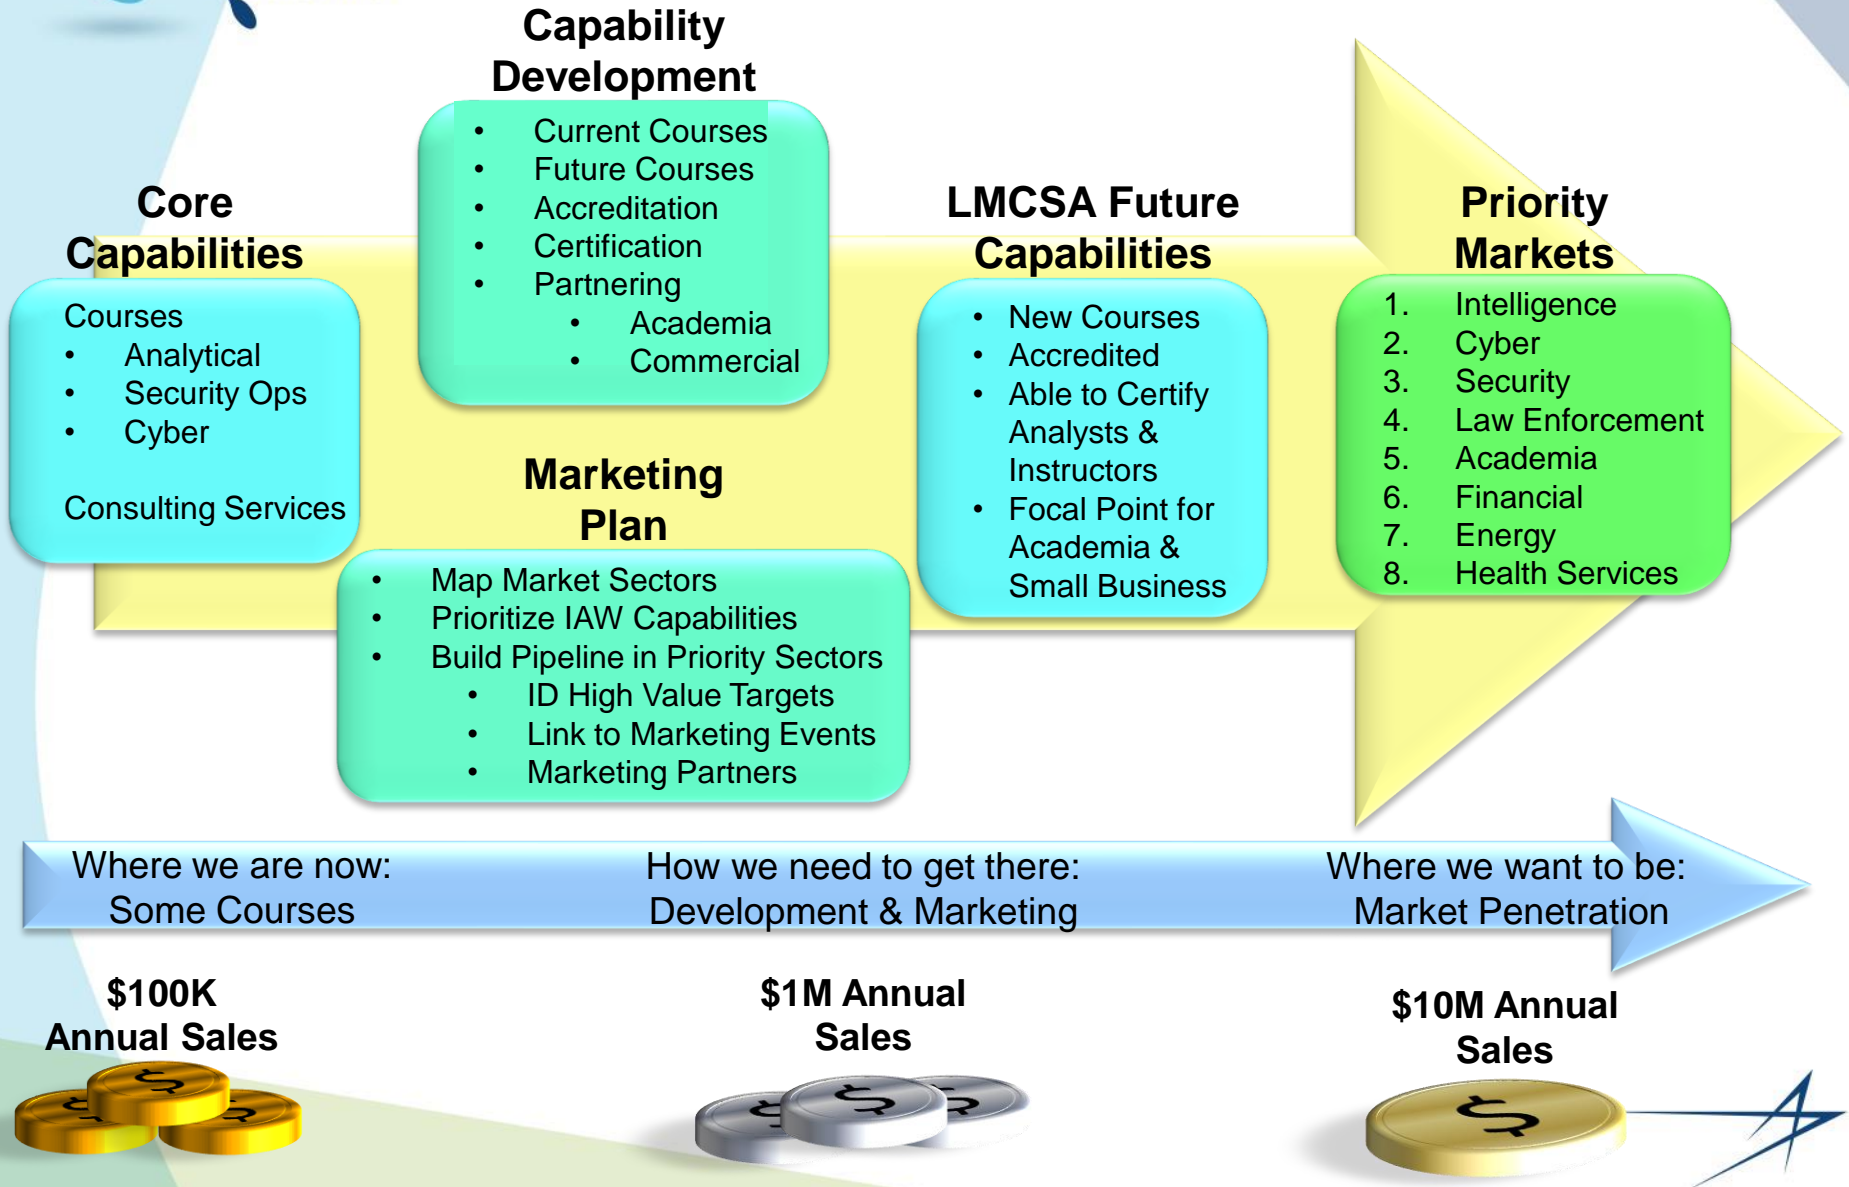 Capability
Development
• Current Courses
• Future Courses
• Accreditation
• Certification
• Partnering
• Academia
• Commercial
Core
Capabilities
Courses
• Analytical
• Security Ops
• Cyber
Consulting Services
Marketing
Plan
• Map Market Sectors
• Prioritize IAW Capabilities
• Build Pipeline in Priority Sectors
• ID High Value Targets
• Link to Marketing Events
• Marketing Partners
LMCSA Future
Capabilities
• New Courses
• Accredited
• Able to Certify
Analysts &
Instructors
• Focal Point for
Academia &
Small Business
Priority
Markets
1. Intelligence
2. Cyber
3. Security
4. Law Enforcement
5. Academia
6. Financial
7. Energy
8. Health Services
Where we are now:
Some Courses
How we need to get there:
Development & Marketing
Where we want to be:
Market Penetration
$100K
Annual Sales
$1M Annual
Sales
$10M Annual
Sales
$
$
$
$
$
$
$